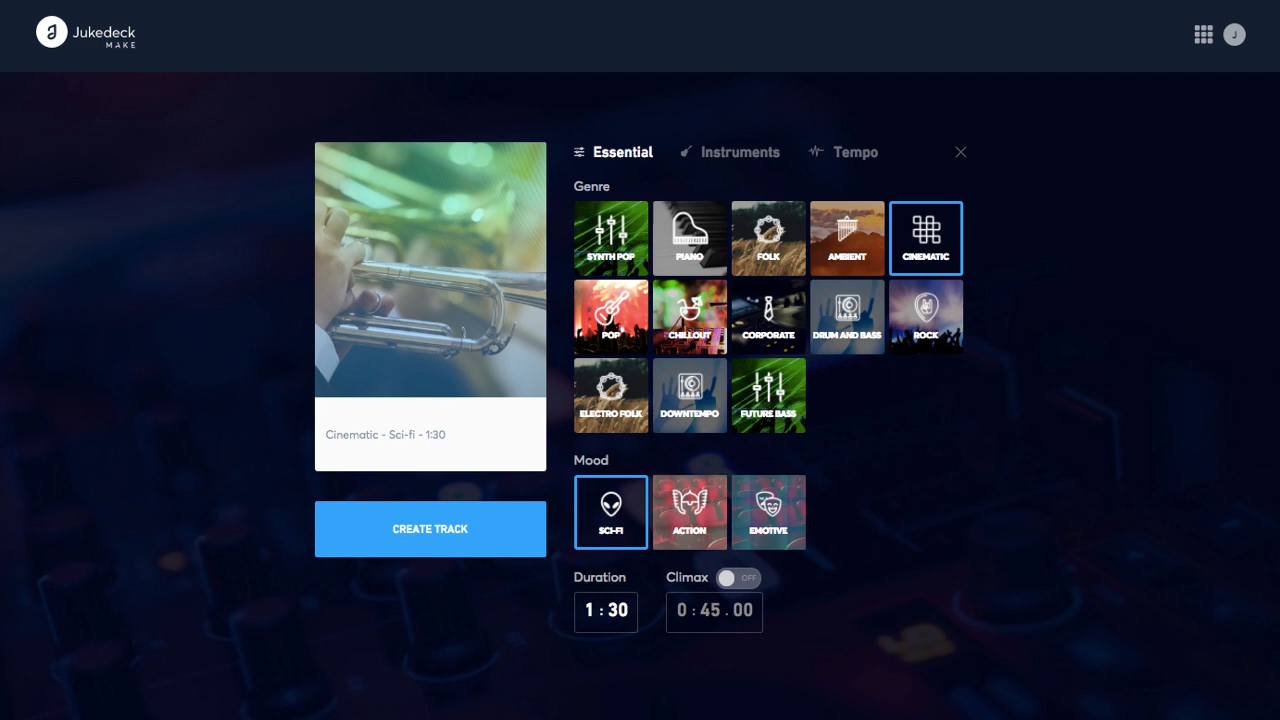 Jukedeck
MAKE
J
Essential Instruments Tempo
Genre
SYNTH POP PIANO FOLK AMBIENT CINEMATIC
POP CHILLOUT CORPORATE DRUM AND BASS ROCK
ELECTRO FOLK DOWNTEMPO FUTURE BASS
Cinematic - Sci-fi - 1:30
Mood
SCI-FI ACTION EMOTIVE
CREATE TRACK
Duration Climax OFF
1 : 30 0 : 45 . 00